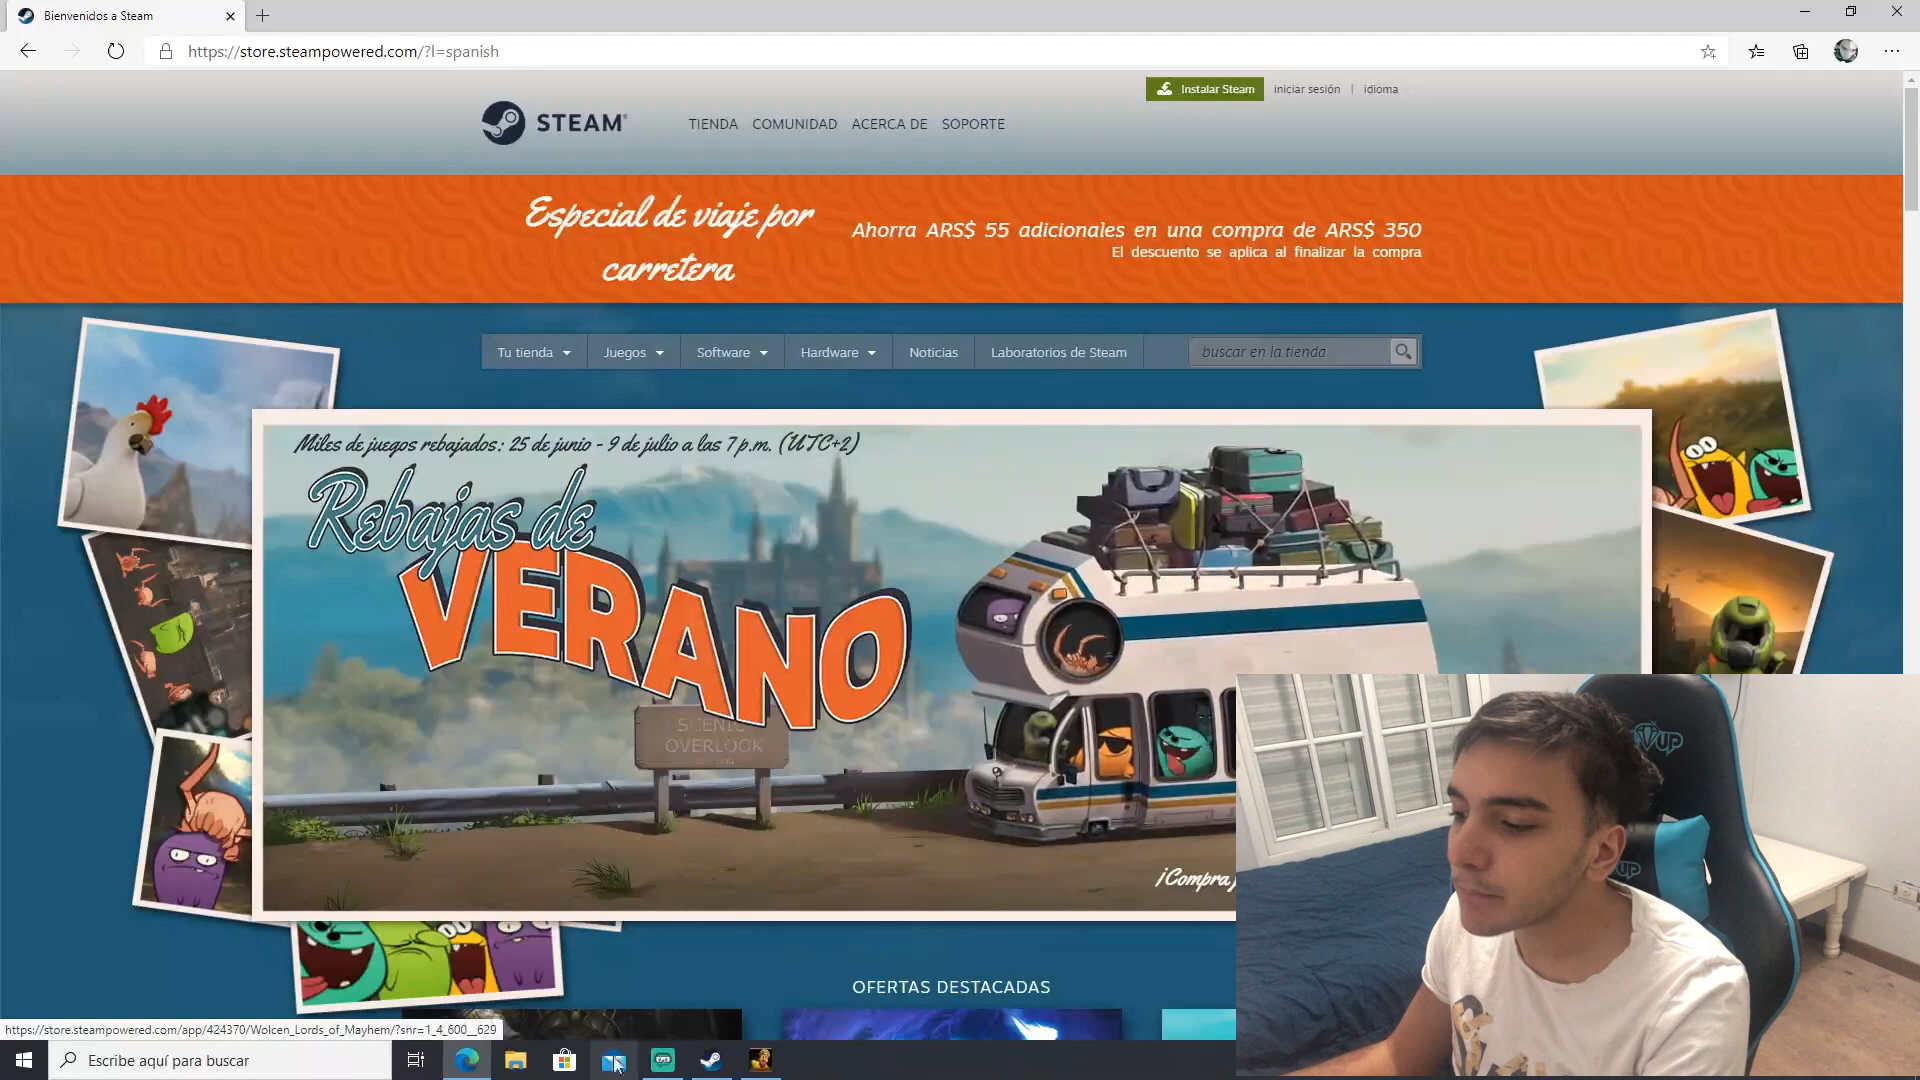 Bienvenidos a Steam
https://store.steampowered.com/?l=spanish
Instalar Steam
iniciar sesión | idioma
STEAM
TIENDA COMUNIDAD ACERCA DE SOPORTE
Especial de viaje por
carretera
Ahorra ARS$ 55 adicionales en una compra de ARS$ 350
El descuento se aplica al finalizar la compra
Tu tienda Juegos Software Hardware Noticias Laboratorios de Steam buscar en la tienda
Miles de juegos rebajados: 25 de junio - 9 de julio a las 7 p.m. (UTC+2)
Rebajas de
VERANO
SCENIC
OVERLOOK
UP
UP
¡Compra
OFERTAS DESTACADAS
https://store.steampowered.com/app/424370/Wolcen_Lords_of_Mayhem/?snr=1_4_600__629
Escribe aquí para buscar